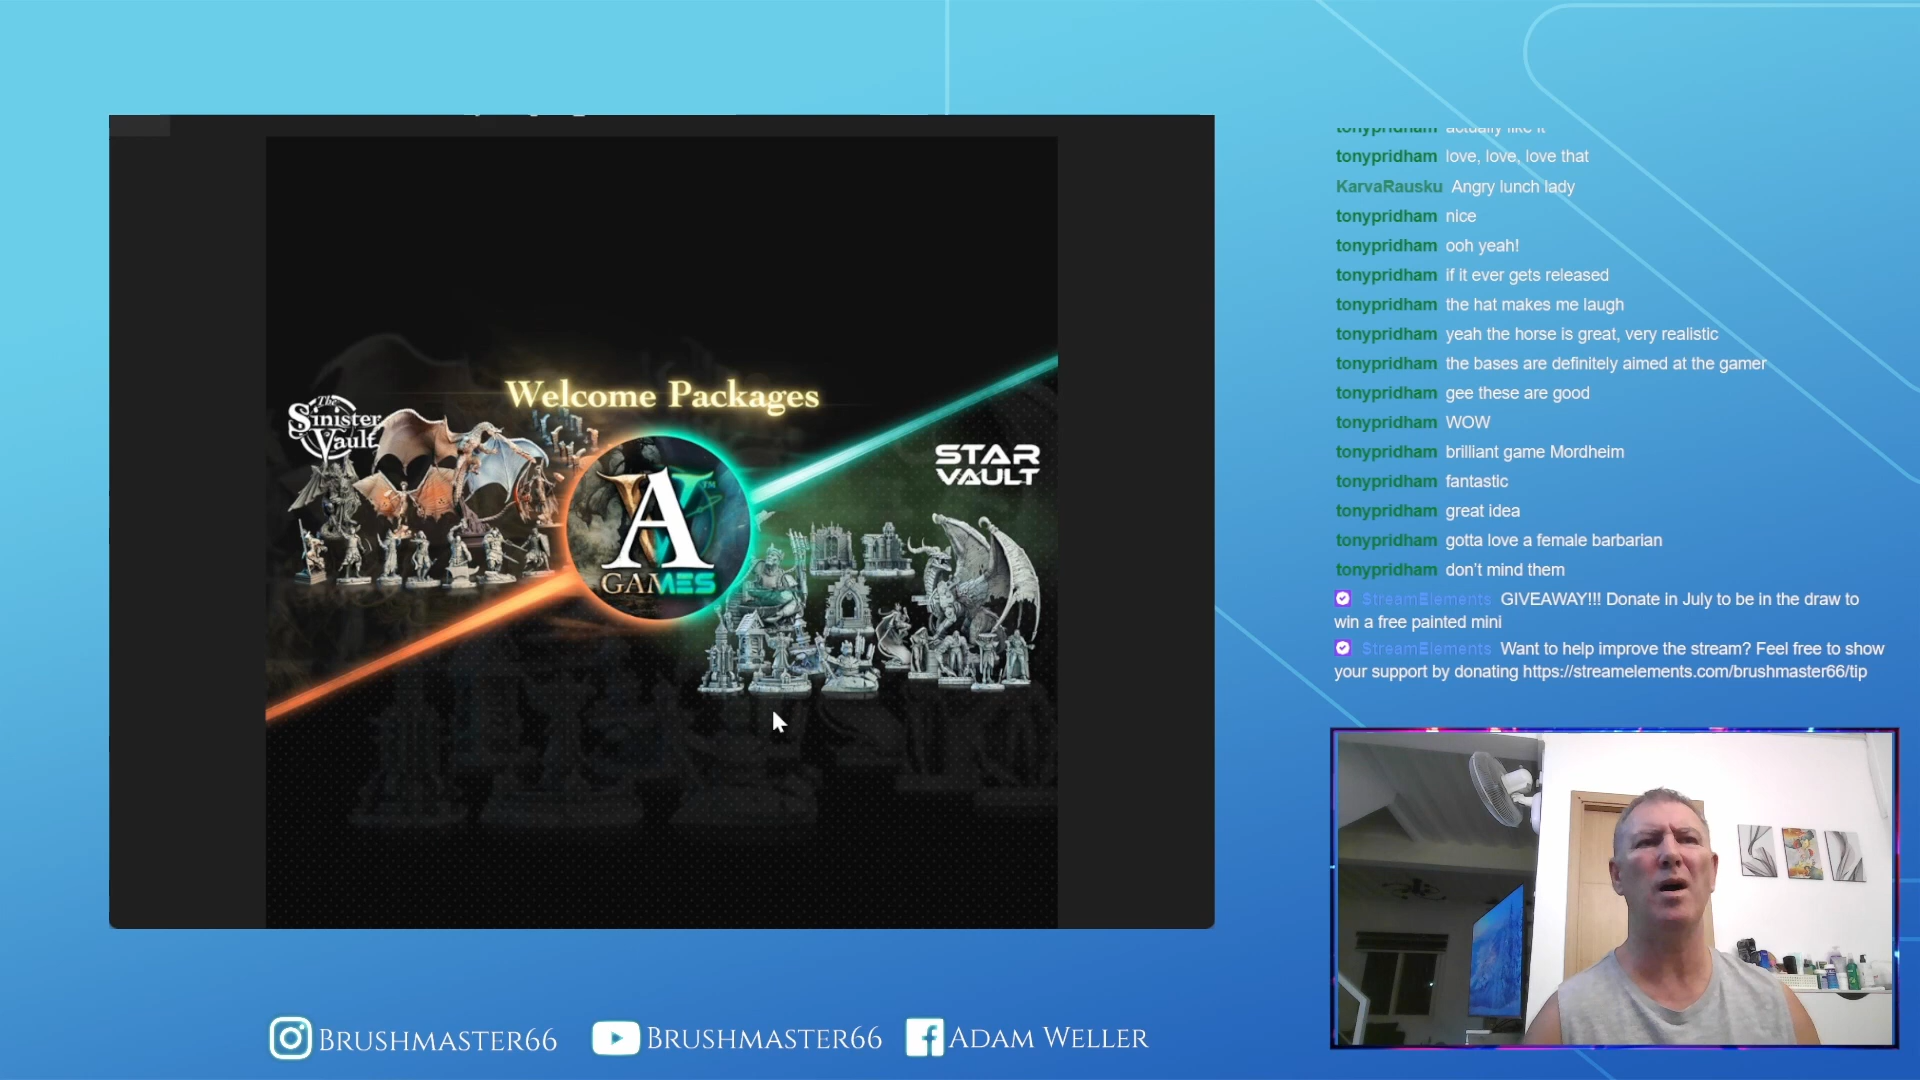 Welcome Packages
The
Sinister
Vault
STAR
VAULT
A
GAMES
™
tonypridham actually like it
tonypridham love, love, love that
KarvaRausku Angry lunch lady
tonypridham nice
tonypridham ooh yeah!
tonypridham if it ever gets released
tonypridham the hat makes me laugh
tonypridham yeah the horse is great, very realistic
tonypridham the bases are definitely aimed at the gamer
tonypridham gee these are good
tonypridham WOW
tonypridham brilliant game Mordheim
tonypridham fantastic
tonypridham great idea
tonypridham gotta love a female barbarian
tonypridham don't mind them
StreamElements GIVEAWAY!!! Donate in July to be in the draw to
win a free painted mini
StreamElements Want to help improve the stream? Feel free to show
your support by donating https://streamelements.com/brushmaster66/tip
BRUSHMASTER66
BRUSHMASTER66
ADAM WELLER